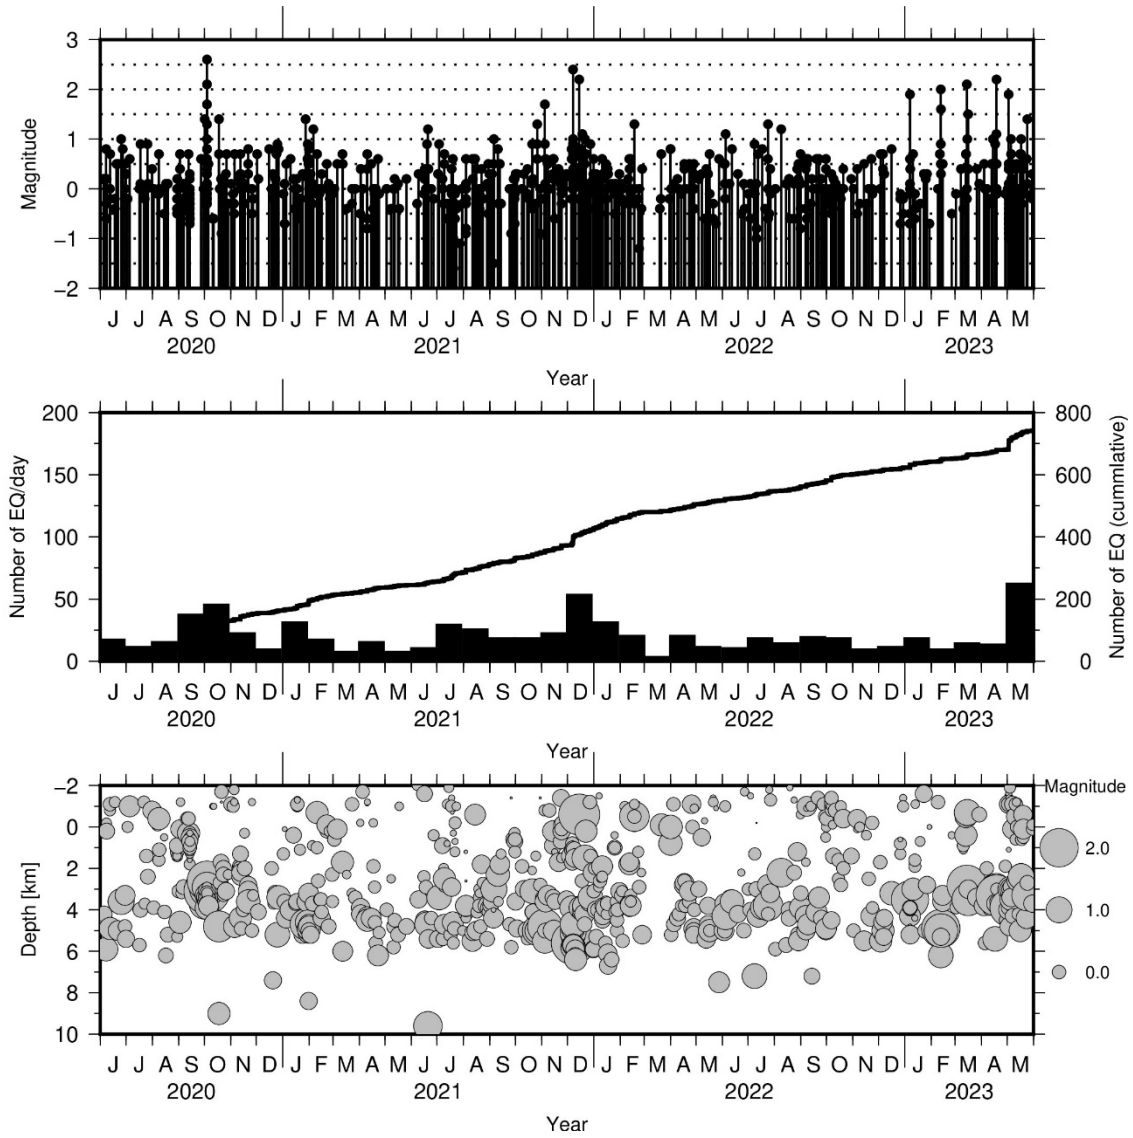 3
2
1
0
−1
−2
Magnitude
J J A S O N D J F M A M J J A S O N D J F M A M J J A S O N D J F M A M
2020 2021 2022 2023
Year
200 800
150 600
100 400
50 200
0 0
Number of EQ/day
Number of EQ (cummlative)
J J A S O N D J F M A M J J A S O N D J F M A M J J A S O N D J F M A M
2020 2021 2022 2023
Year
−2
0
2
4
6
8
10
Depth [km]
Magnitude
2.0
1.0
0.0
J J A S O N D J F M A M J J A S O N D J F M A M J J A S O N D J F M A M
2020 2021 2022 2023
Year